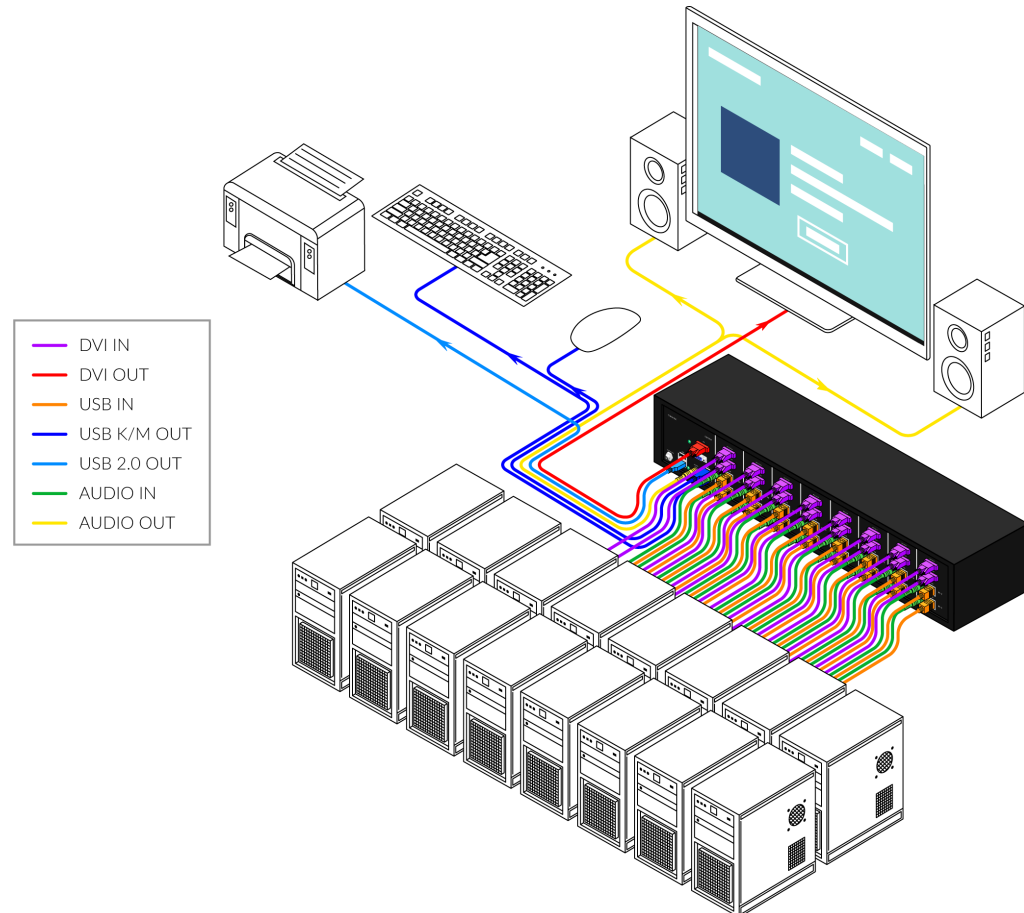 DVI IN
DVI OUT
USB IN
USB K/M OUT
USB 2.0 OUT
AUDIO IN
AUDIO OUT